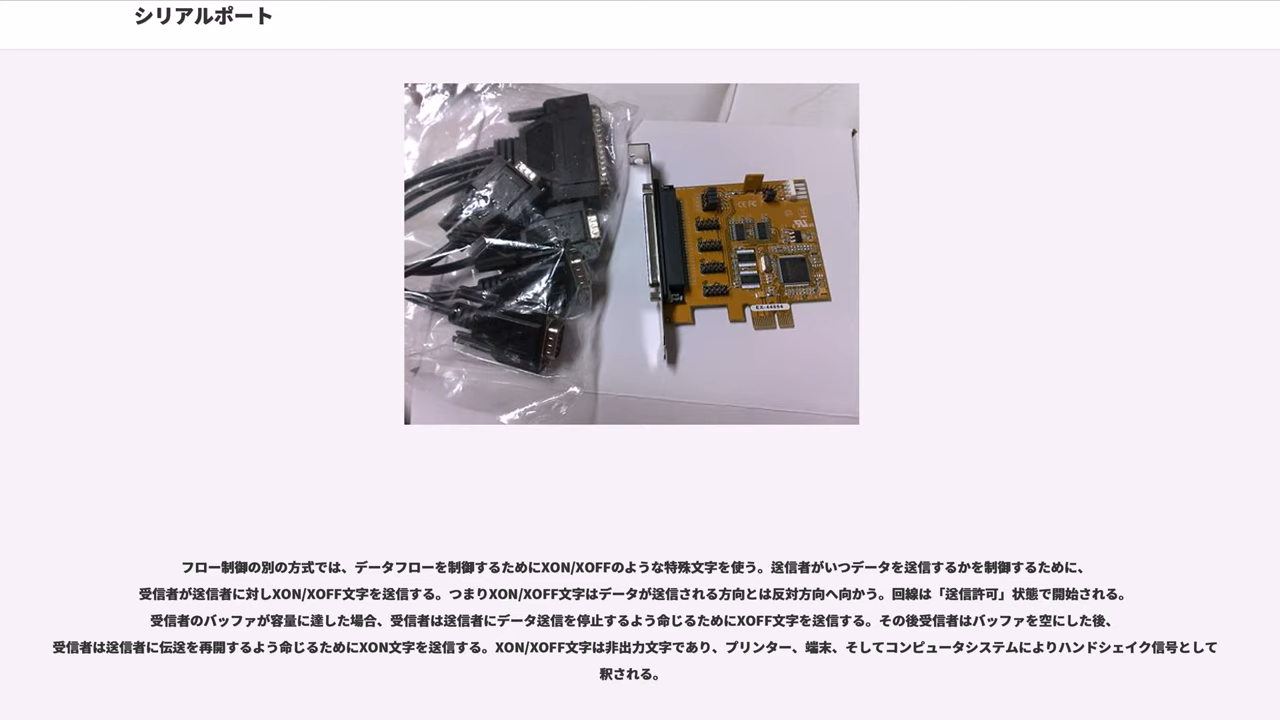 シリアルポート
CE FC
EX-44094
フロー制御の別の方式では、データフローを制御するためにXON/XOFFのような特殊文字を使う。送信者がいつデータを送信するかを制御するために、
受信者が送信者に対しXON/XOFF文字を送信する。つまりXON/XOFF文字はデータが送信される方向とは反対方向へ向かう。回線は「送信許可」状態で開始される。
受信者のバッファが容量に達した場合、受信者は送信者にデータ送信を停止するよう命じるためにXOFF文字を送信する。その後受信者はバッファを空にした後、
受信者は送信者に伝送を再開するよう命じるためにXON文字を送信する。XON/XOFF文字は非出力文字であり、プリンター、端末、そしてコンピュータシステムによりハンドシェイク信号として
釈される。